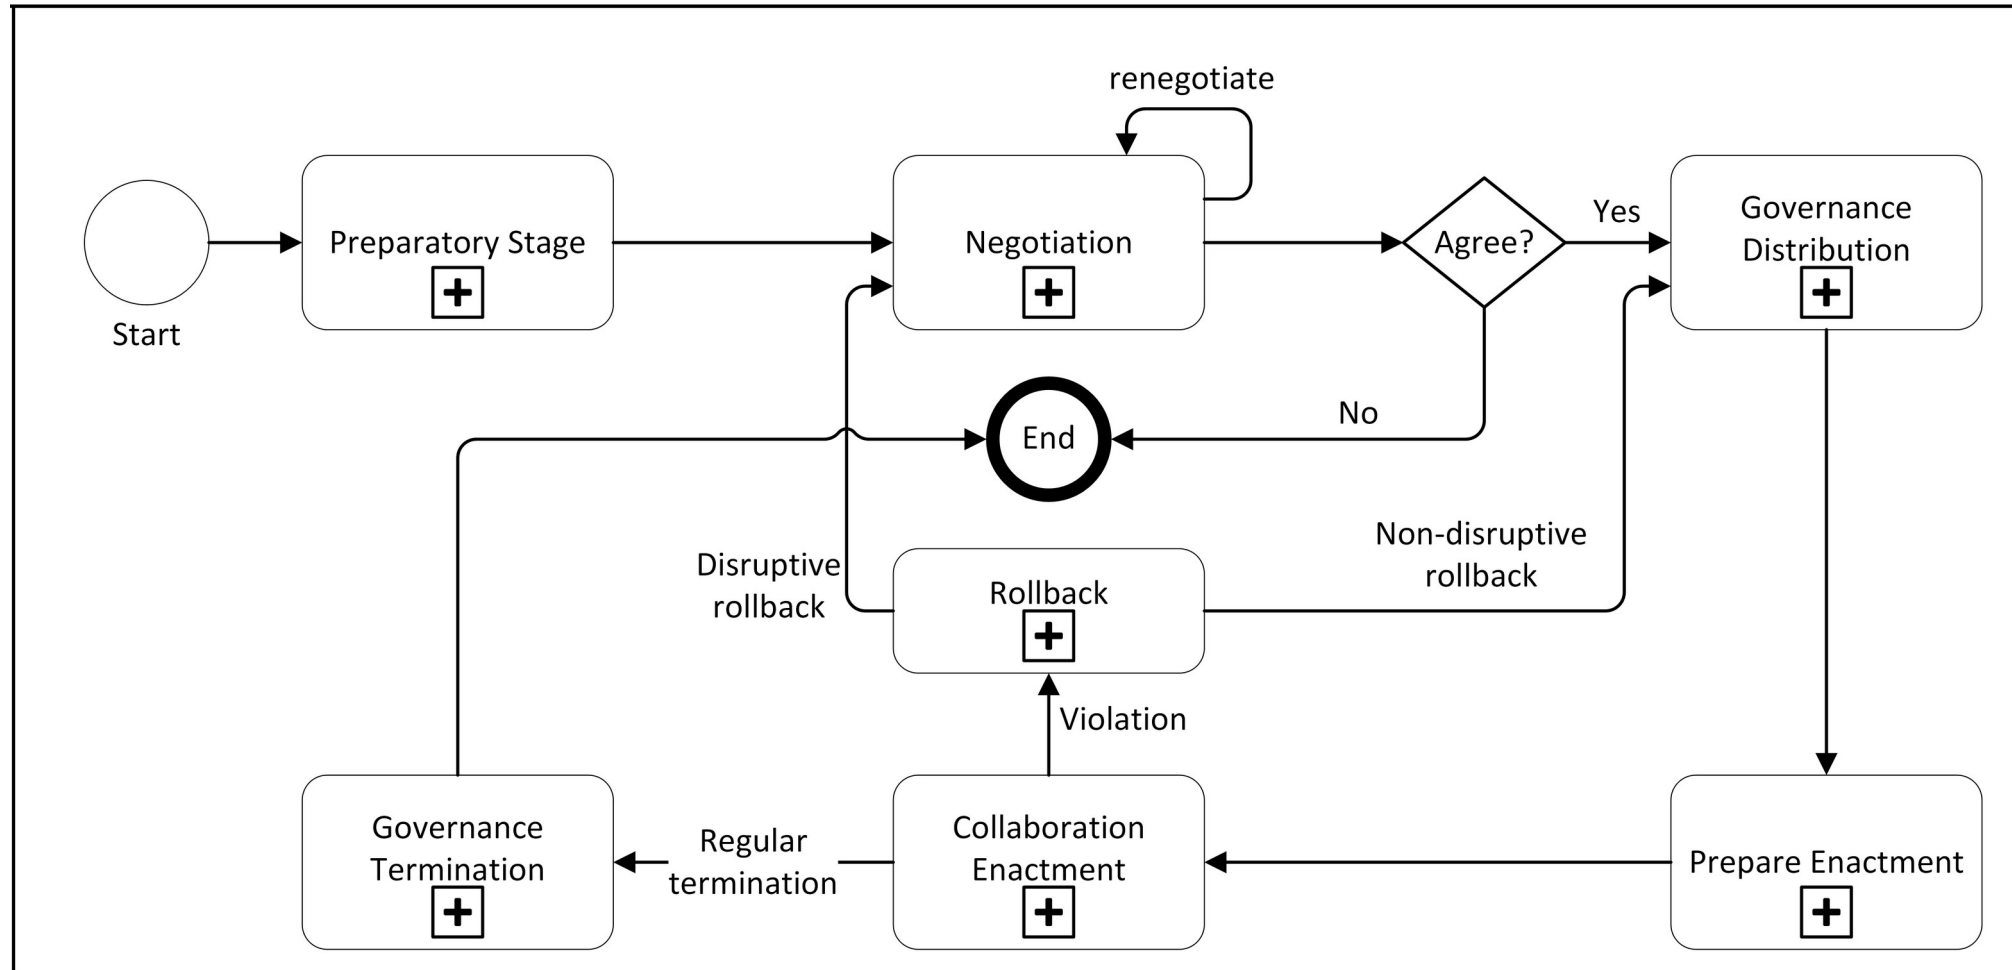 renegotiate
Start
Preparatory Stage
Negotiation
Agree?
Yes
Governance
Distribution
No
End
Disruptive
rollback
Rollback
Non-disruptive
rollback
Violation
Governance
Termination
Regular
termination
Collaboration
Enactment
Prepare Enactment